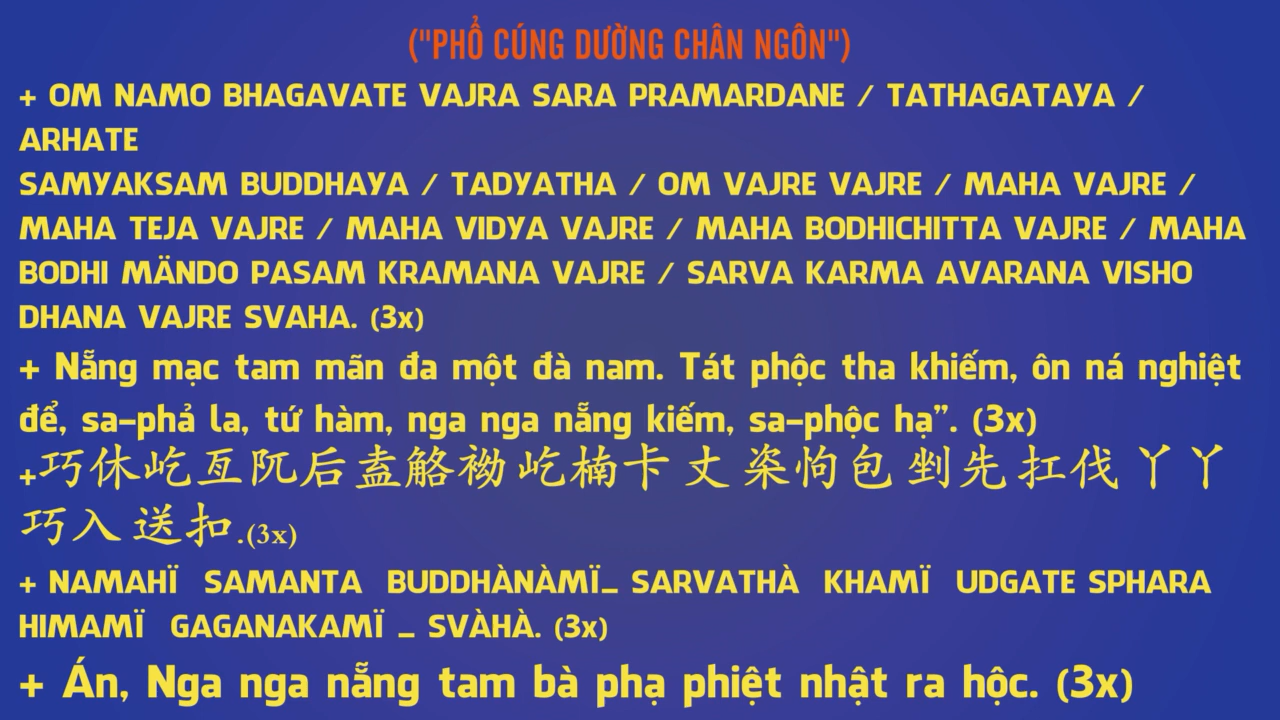 ("PHỔ CÚNG DƯỜNG CHÂN NGÔN")
+ OM NAMO BHAGAVATE VAJRA SARA PRAMARDANE / TATHAGATAYA /
ARHATE
SAMYAKSAM BUDDHAYA / TADYATHA / OM VAJRE VAJRE / MAHA VAJRE /
MAHA TEJA VAJRE / MAHA VIDYA VAJRE / MAHA BODHICHITTA VAJRE / MAHA
BODHI MÄNDO PASAM KRAMANA VAJRE / SARVA KARMA AVARANA VISHO
DHANA VAJRE SVAHA. (3x)
+ Nẵng mạc tam mãn đa một đà nam. Tát phộc tha khiếm, ôn ná nghiệt
để, sa-phả la, tứ hàm, nga nga nẵng kiếm, sa-phộc hạ”. (3x)
+巧休屹亙阢后盍觡袎屹楠卡丈楶恦包剉先扛伐丫丫
巧入送扣.(3x)
+ NAMAHÏ SAMANTA BUDDHÀNÀMÏ_ SARVATHÀ KHAMÏ UDGATE SPHARA
HIMAMÏ GAGANAKAMÏ _ SVÀHÀ. (3x)
+ Án, Nga nga nẵng tam bà phạ phiệt nhật ra hộc. (3x)